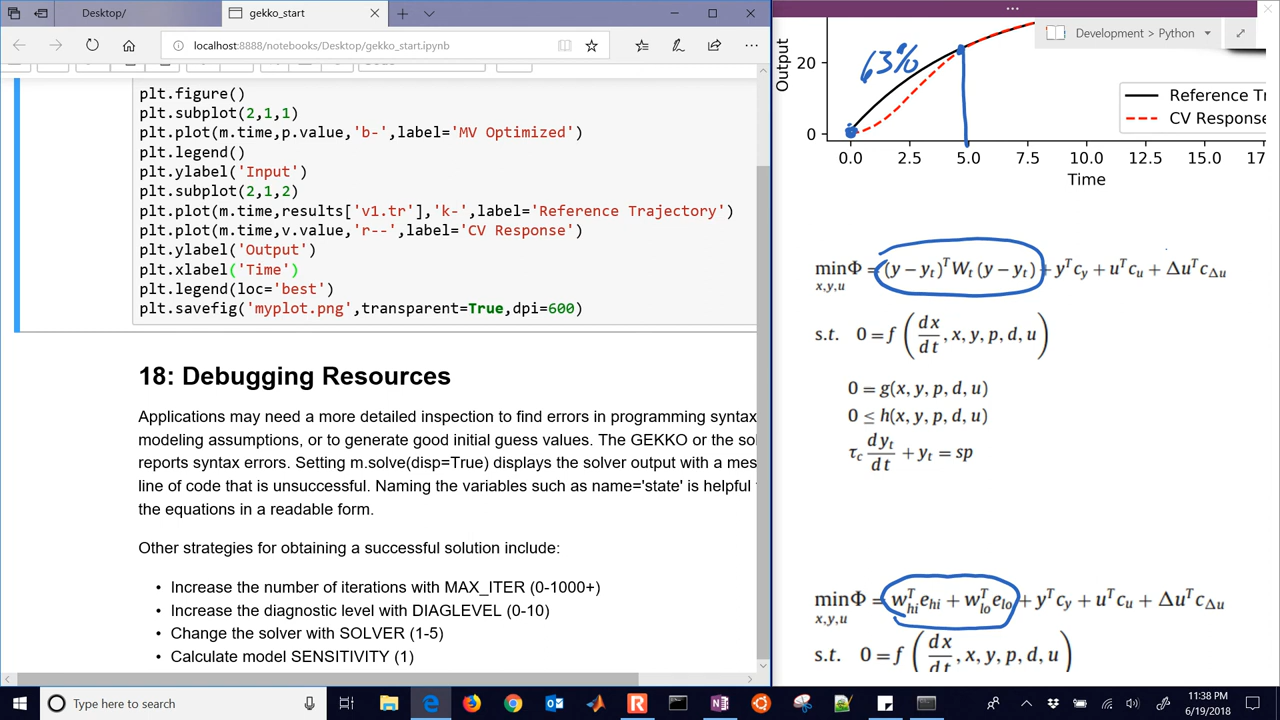 Desktop/
gekko_start
localhost:8888/notebooks/Desktop/gekko_start.ipynb
plt.figure()
plt.subplot(2,1,1)
plt.plot(m.time,p.value,'b-',label='MV Optimized')
plt.legend()
plt.ylabel('Input')
plt.subplot(2,1,2)
plt.plot(m.time,results['v1.tr'],'k-',label='Reference Trajectory')
plt.plot(m.time,v.value,'r--',label='CV Response')
plt.ylabel('Output')
plt.xlabel('Time')
plt.legend(loc='best')
plt.savefig('myplot.png',transparent=True,dpi=600)
18: Debugging Resources
Applications may need a more detailed inspection to find errors in programming syntax
modeling assumptions, or to generate good initial guess values. The GEKKO or the so
reports syntax errors. Setting m.solve(disp=True) displays the solver output with a mes
line of code that is unsuccessful. Naming the variables such as name='state' is helpful
the equations in a readable form.
Other strategies for obtaining a successful solution include:
• Increase the number of iterations with MAX_ITER (0-1000+)
• Increase the diagnostic level with DIAGLEVEL (0-10)
• Change the solver with SOLVER (1-5)
• Calculate model SENSITIVITY (1)
Development > Python
63%
Output
20
0
Reference Tr
CV Response
0.0 2.5 5.0 7.5 10.0 12.5 15.0 17
Time
min Φ = (y − y_t)^T W_t (y − y_t) + y^T c_y + u^T c_u + Δu^T c_Δu
x,y,u
s.t. 0 = f (dx/dt, x, y, p, d, u)
0 = g(x, y, p, d, u)
0 ≤ h(x, y, p, d, u)
τ_c dy_t/dt + y_t = sp
min Φ = w_hi^T e_hi + w_lo^T e_lo + y^T c_y + u^T c_u + Δu^T c_Δu
x,y,u
s.t. 0 = f (dx/dt, x, y, p, d, u)
Type here to search
11:38 PM
6/19/2018